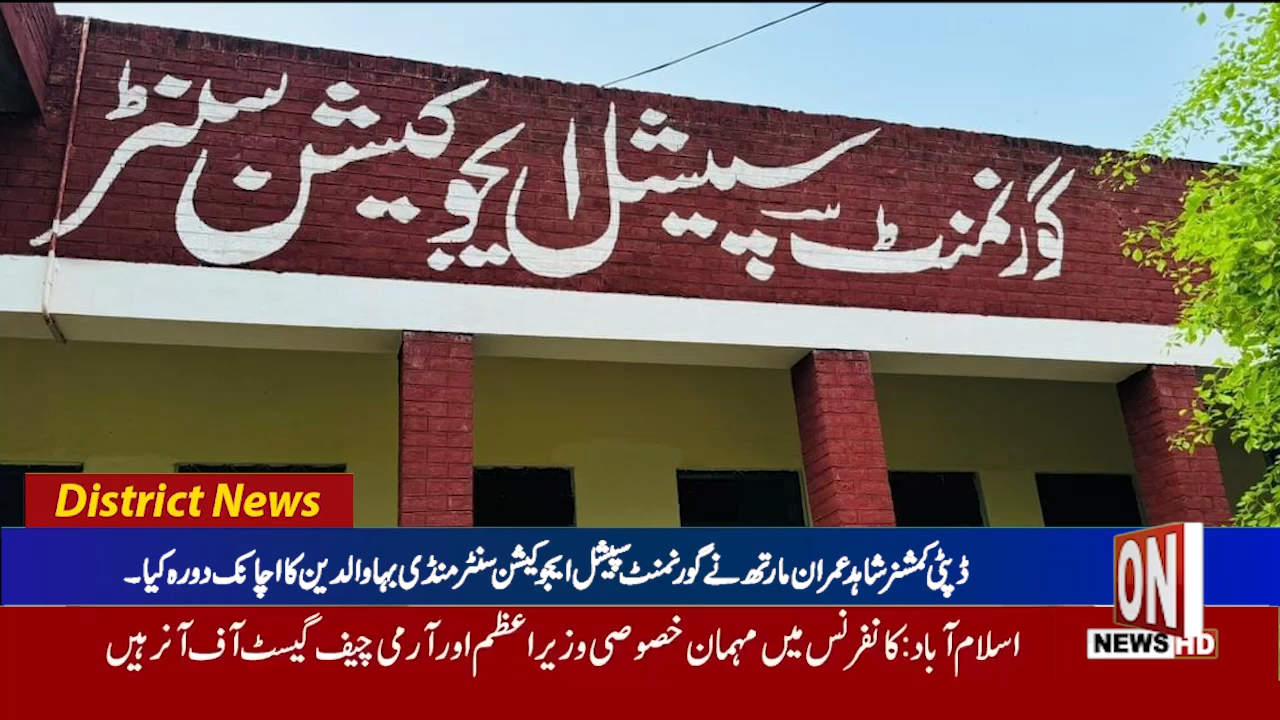 گورنمنٹ سپیشل ایجوکیشن سنٹر
District News
ڈپٹی کمشنر شاہد عمران مارتھ نے گورنمنٹ سپیشل ایجوکیشن سنٹر منڈی بہاوالدین کا اچانک دورہ کیا۔
اسلام آباد: کانفرنس میں مہمان خصوصی وزیراعظم اور آرمی چیف گیسٹ آف آنر ہیں
ON
NEWS HD